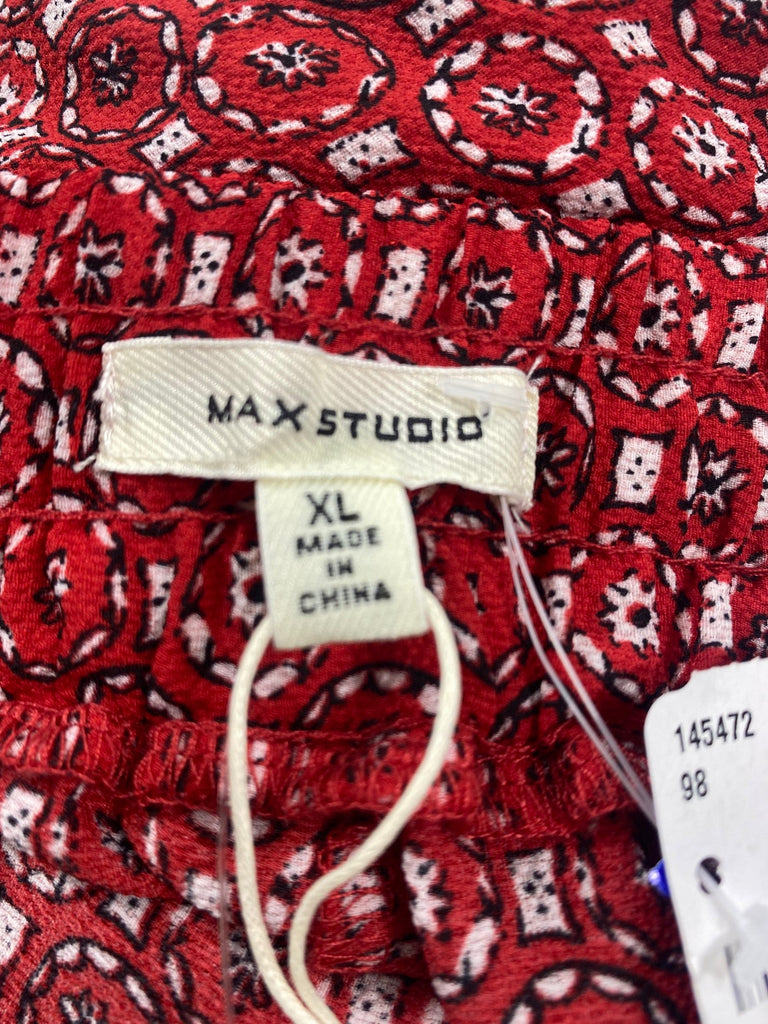 MAX STUDIO
XL
MADE
IN
CHINA
145472
98